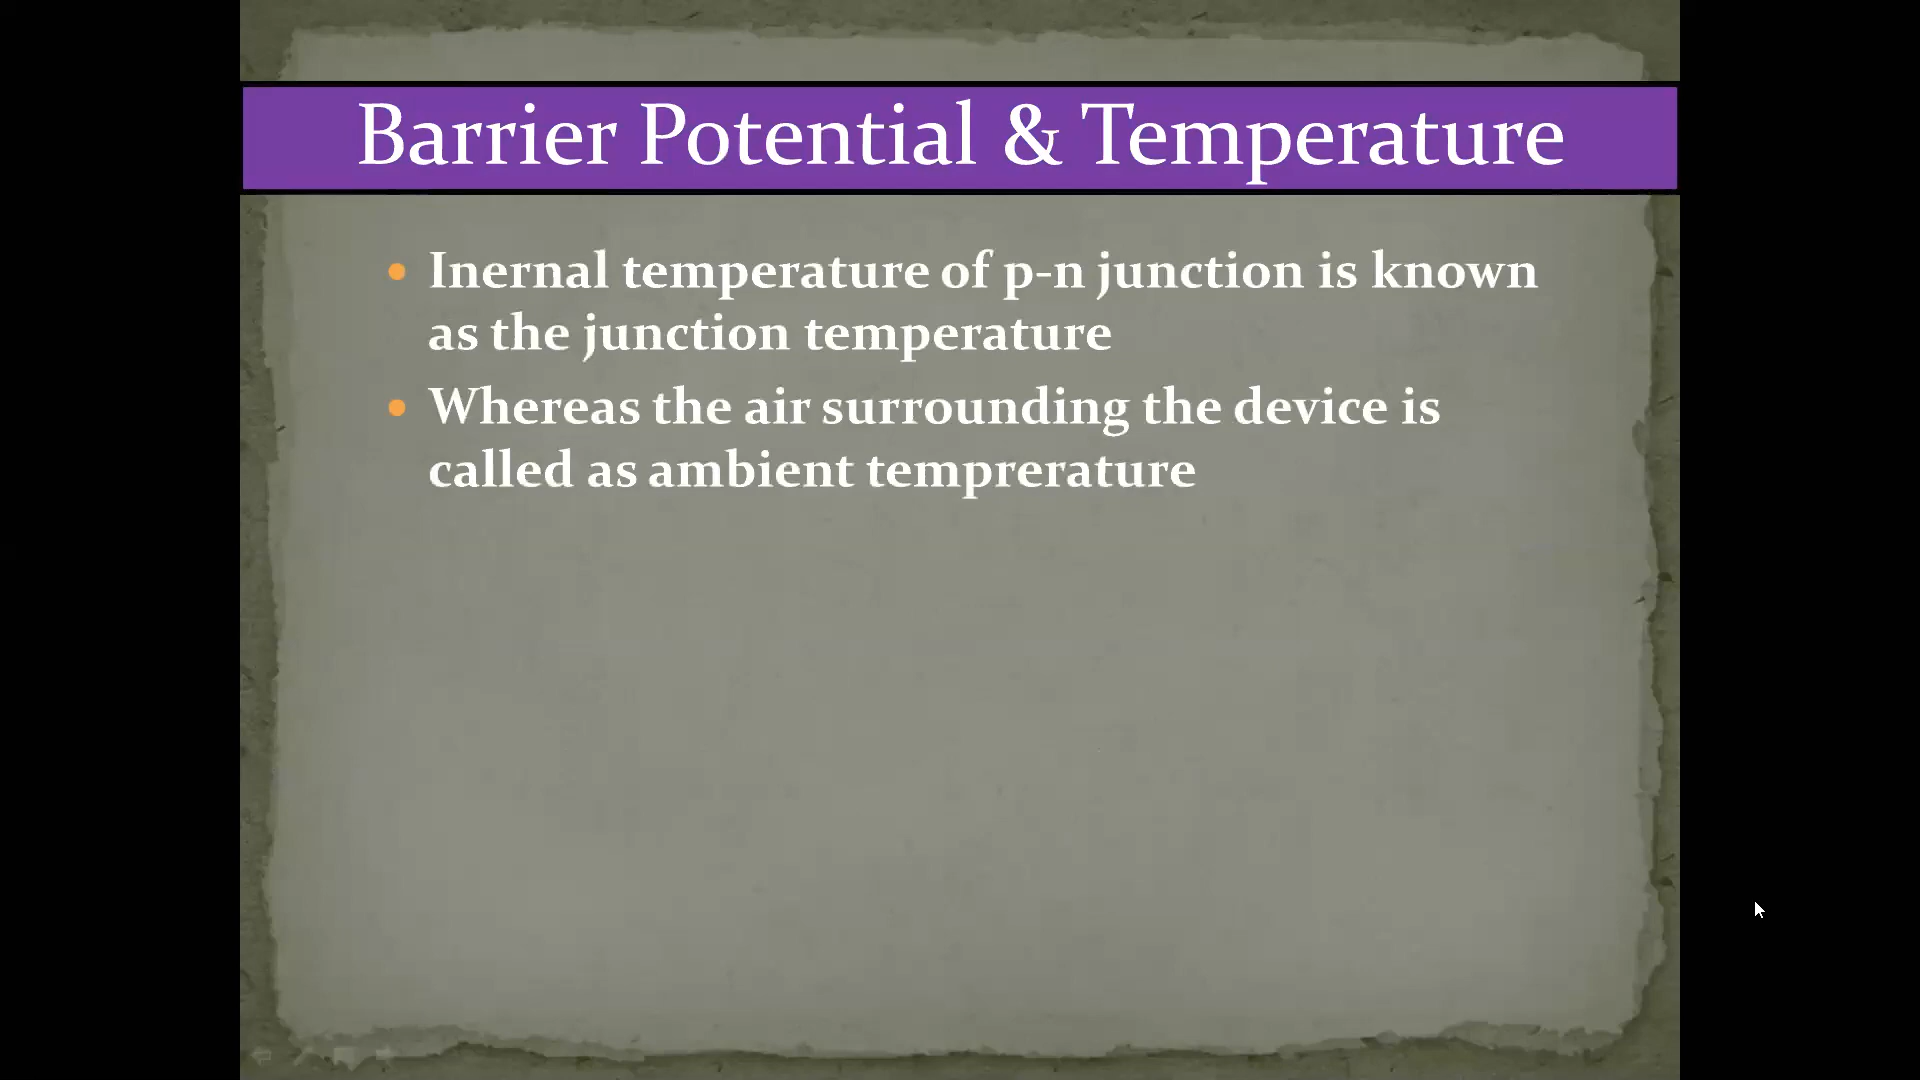 Barrier Potential & Temperature
• Inernal temperature of p-n junction is known
as the junction temperature
• Whereas the air surrounding the device is
called as ambient temprerature